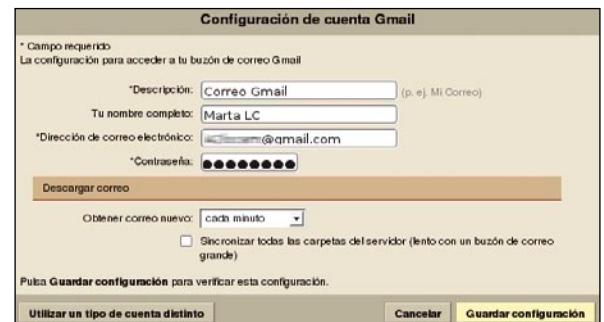 Configuración de cuenta Gmail
* Campo requerido
La configuración para acceder a tu buzón de correo Gmail
*Descripción: Correo Gmail (p. ej. Mi Correo)
Tu nombre completo: Marta LC
*Dirección de correo electrónico: @gmail.com
*Contraseña: ●●●●●●●●
Descargar correo
Obtener correo nuevo: cada minuto
Sincronizar todas las carpetas del servidor (lento con un buzón de correo
grande)
Pulsa Guardar configuración para verificar esta configuración.
Utilizar un tipo de cuenta distinto Cancelar Guardar configuración